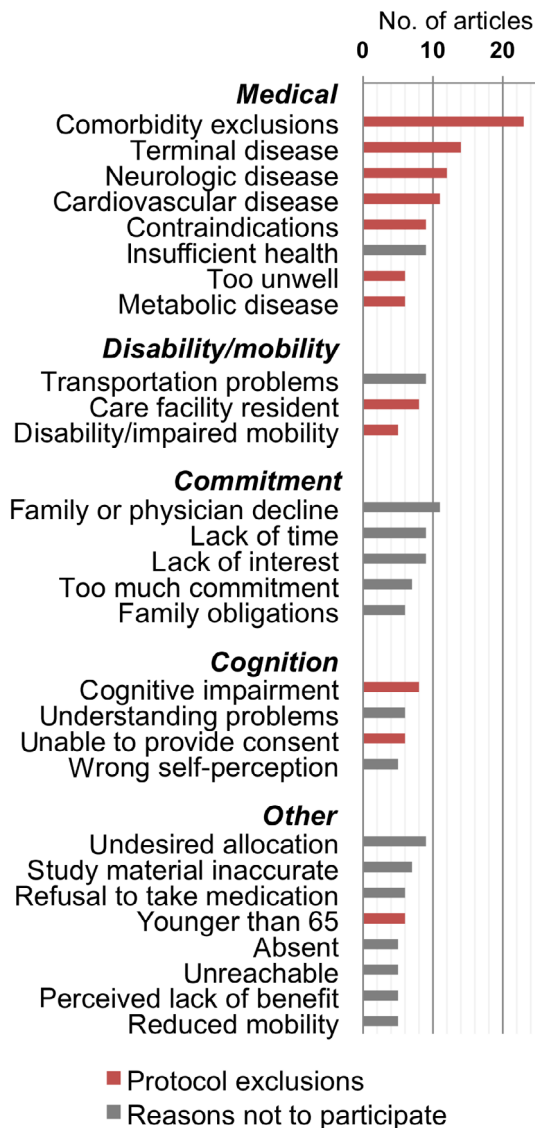 No. of articles
0 10 20
Medical
Comorbidity exclusions
Terminal disease
Neurologic disease
Cardiovascular disease
Contraindications
Insufficient health
Too unwell
Metabolic disease
Disability/mobility
Transportation problems
Care facility resident
Disability/impaired mobility
Commitment
Family or physician decline
Lack of time
Lack of interest
Too much commitment
Family obligations
Cognition
Cognitive impairment
Understanding problems
Unable to provide consent
Wrong self-perception
Other
Undesired allocation
Study material inaccurate
Refusal to take medication
Younger than 65
Absent
Unreachable
Perceived lack of benefit
Reduced mobility
Protocol exclusions
Reasons not to participate